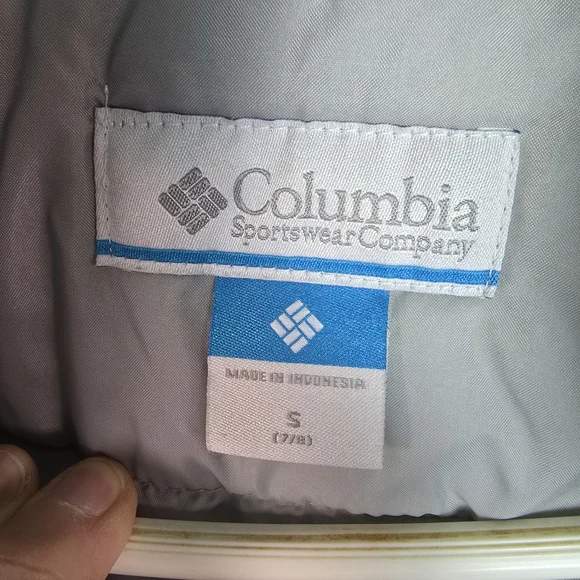 Columbia
Sportswear Company
MADE IN INDONESIA
S
(7/8)